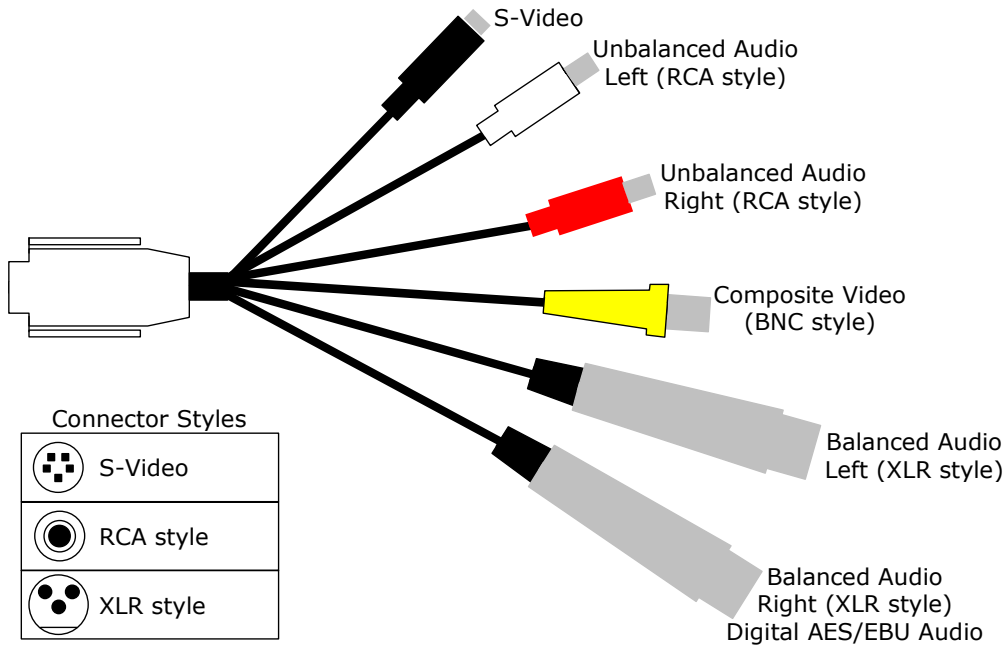 S-Video
Unbalanced Audio
Left (RCA style)
Unbalanced Audio
Right (RCA style)
Composite Video
(BNC style)
Balanced Audio
Left (XLR style)
Balanced Audio
Right (XLR style)
Digital AES/EBU Audio
Connector Styles
S-Video
RCA style
XLR style